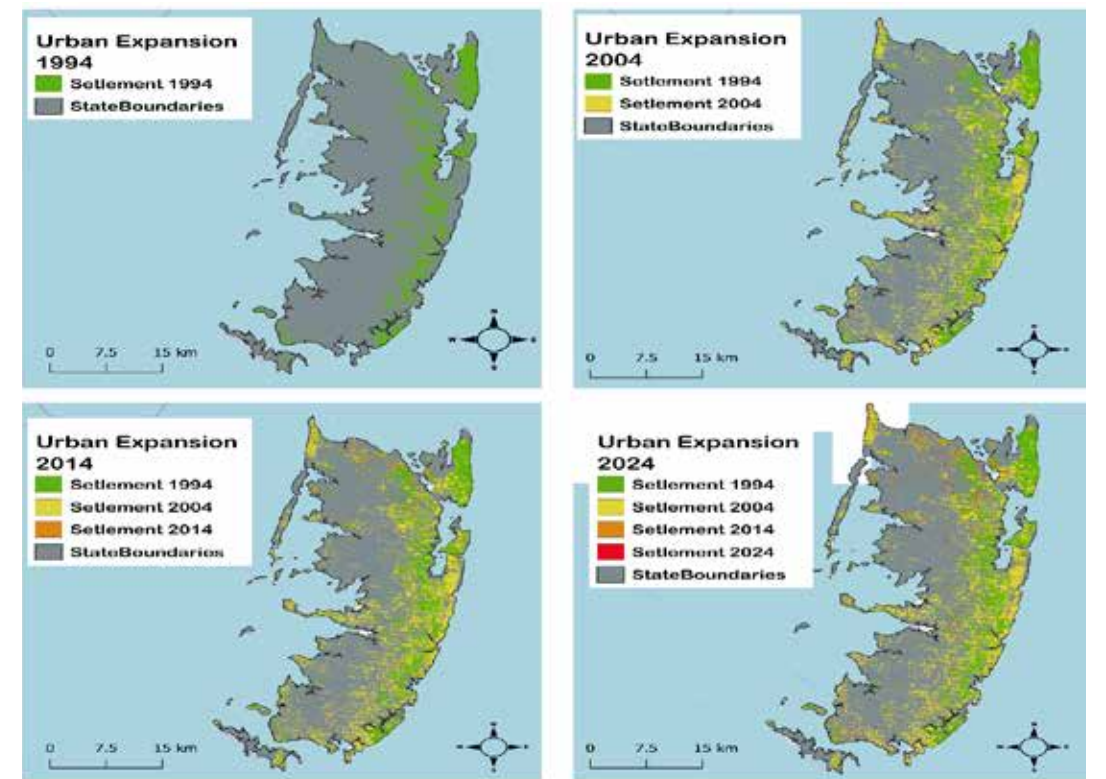 Urban Expansion
1994
Setlement 1994
StateBoundaries
0 7.5 15 km
N
W E
S
Urban Expansion
2004
Setlement 1994
Setlement 2004
StateBoundaries
0 7.5 15 km
Urban Expansion
2014
Setlement 1994
Setlement 2004
Setlement 2014
StateBoundaries
0 7.5 15 km
Urban Expansion
2024
Setlement 1994
Setlement 2004
Setlement 2014
Setlement 2024
StateBoundaries
0 7.5 15 km